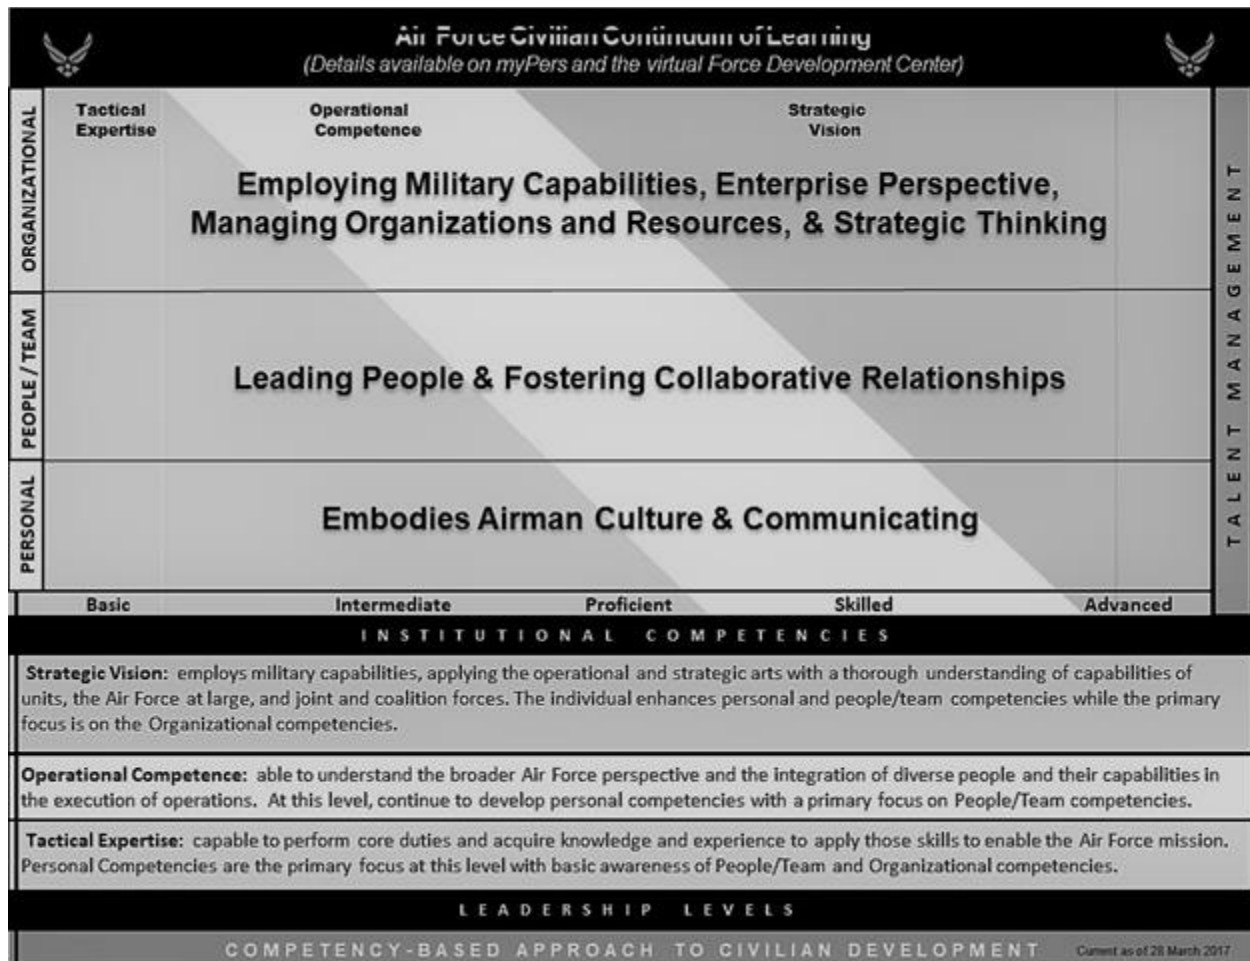 Air Force Civilian Continuum of Learning
(Details available on myPers and the virtual Force Development Center)
ORGANIZATIONAL
Tactical
Expertise
Operational
Competence
Strategic
Vision
Employing Military Capabilities, Enterprise Perspective,
Managing Organizations and Resources, & Strategic Thinking
PEOPLE / TEAM
Leading People & Fostering Collaborative Relationships
PERSONAL
Embodies Airman Culture & Communicating
TALENT MANAGEMENT
Basic Intermediate Proficient Skilled Advanced
INSTITUTIONAL COMPETENCIES
Strategic Vision: employs military capabilities, applying the operational and strategic arts with a thorough understanding of capabilities of
units, the Air Force at large, and joint and coalition forces. The individual enhances personal and people/team competencies while the primary
focus is on the Organizational competencies.
Operational Competence: able to understand the broader Air Force perspective and the integration of diverse people and their capabilities in
the execution of operations. At this level, continue to develop personal competencies with a primary focus on People/Team competencies.
Tactical Expertise: capable to perform core duties and acquire knowledge and experience to apply those skills to enable the Air Force mission.
Personal Competencies are the primary focus at this level with basic awareness of People/Team and Organizational competencies.
LEADERSHIP LEVELS
COMPETENCY-BASED APPROACH TO CIVILIAN DEVELOPMENT
Current as of 28 March 2017